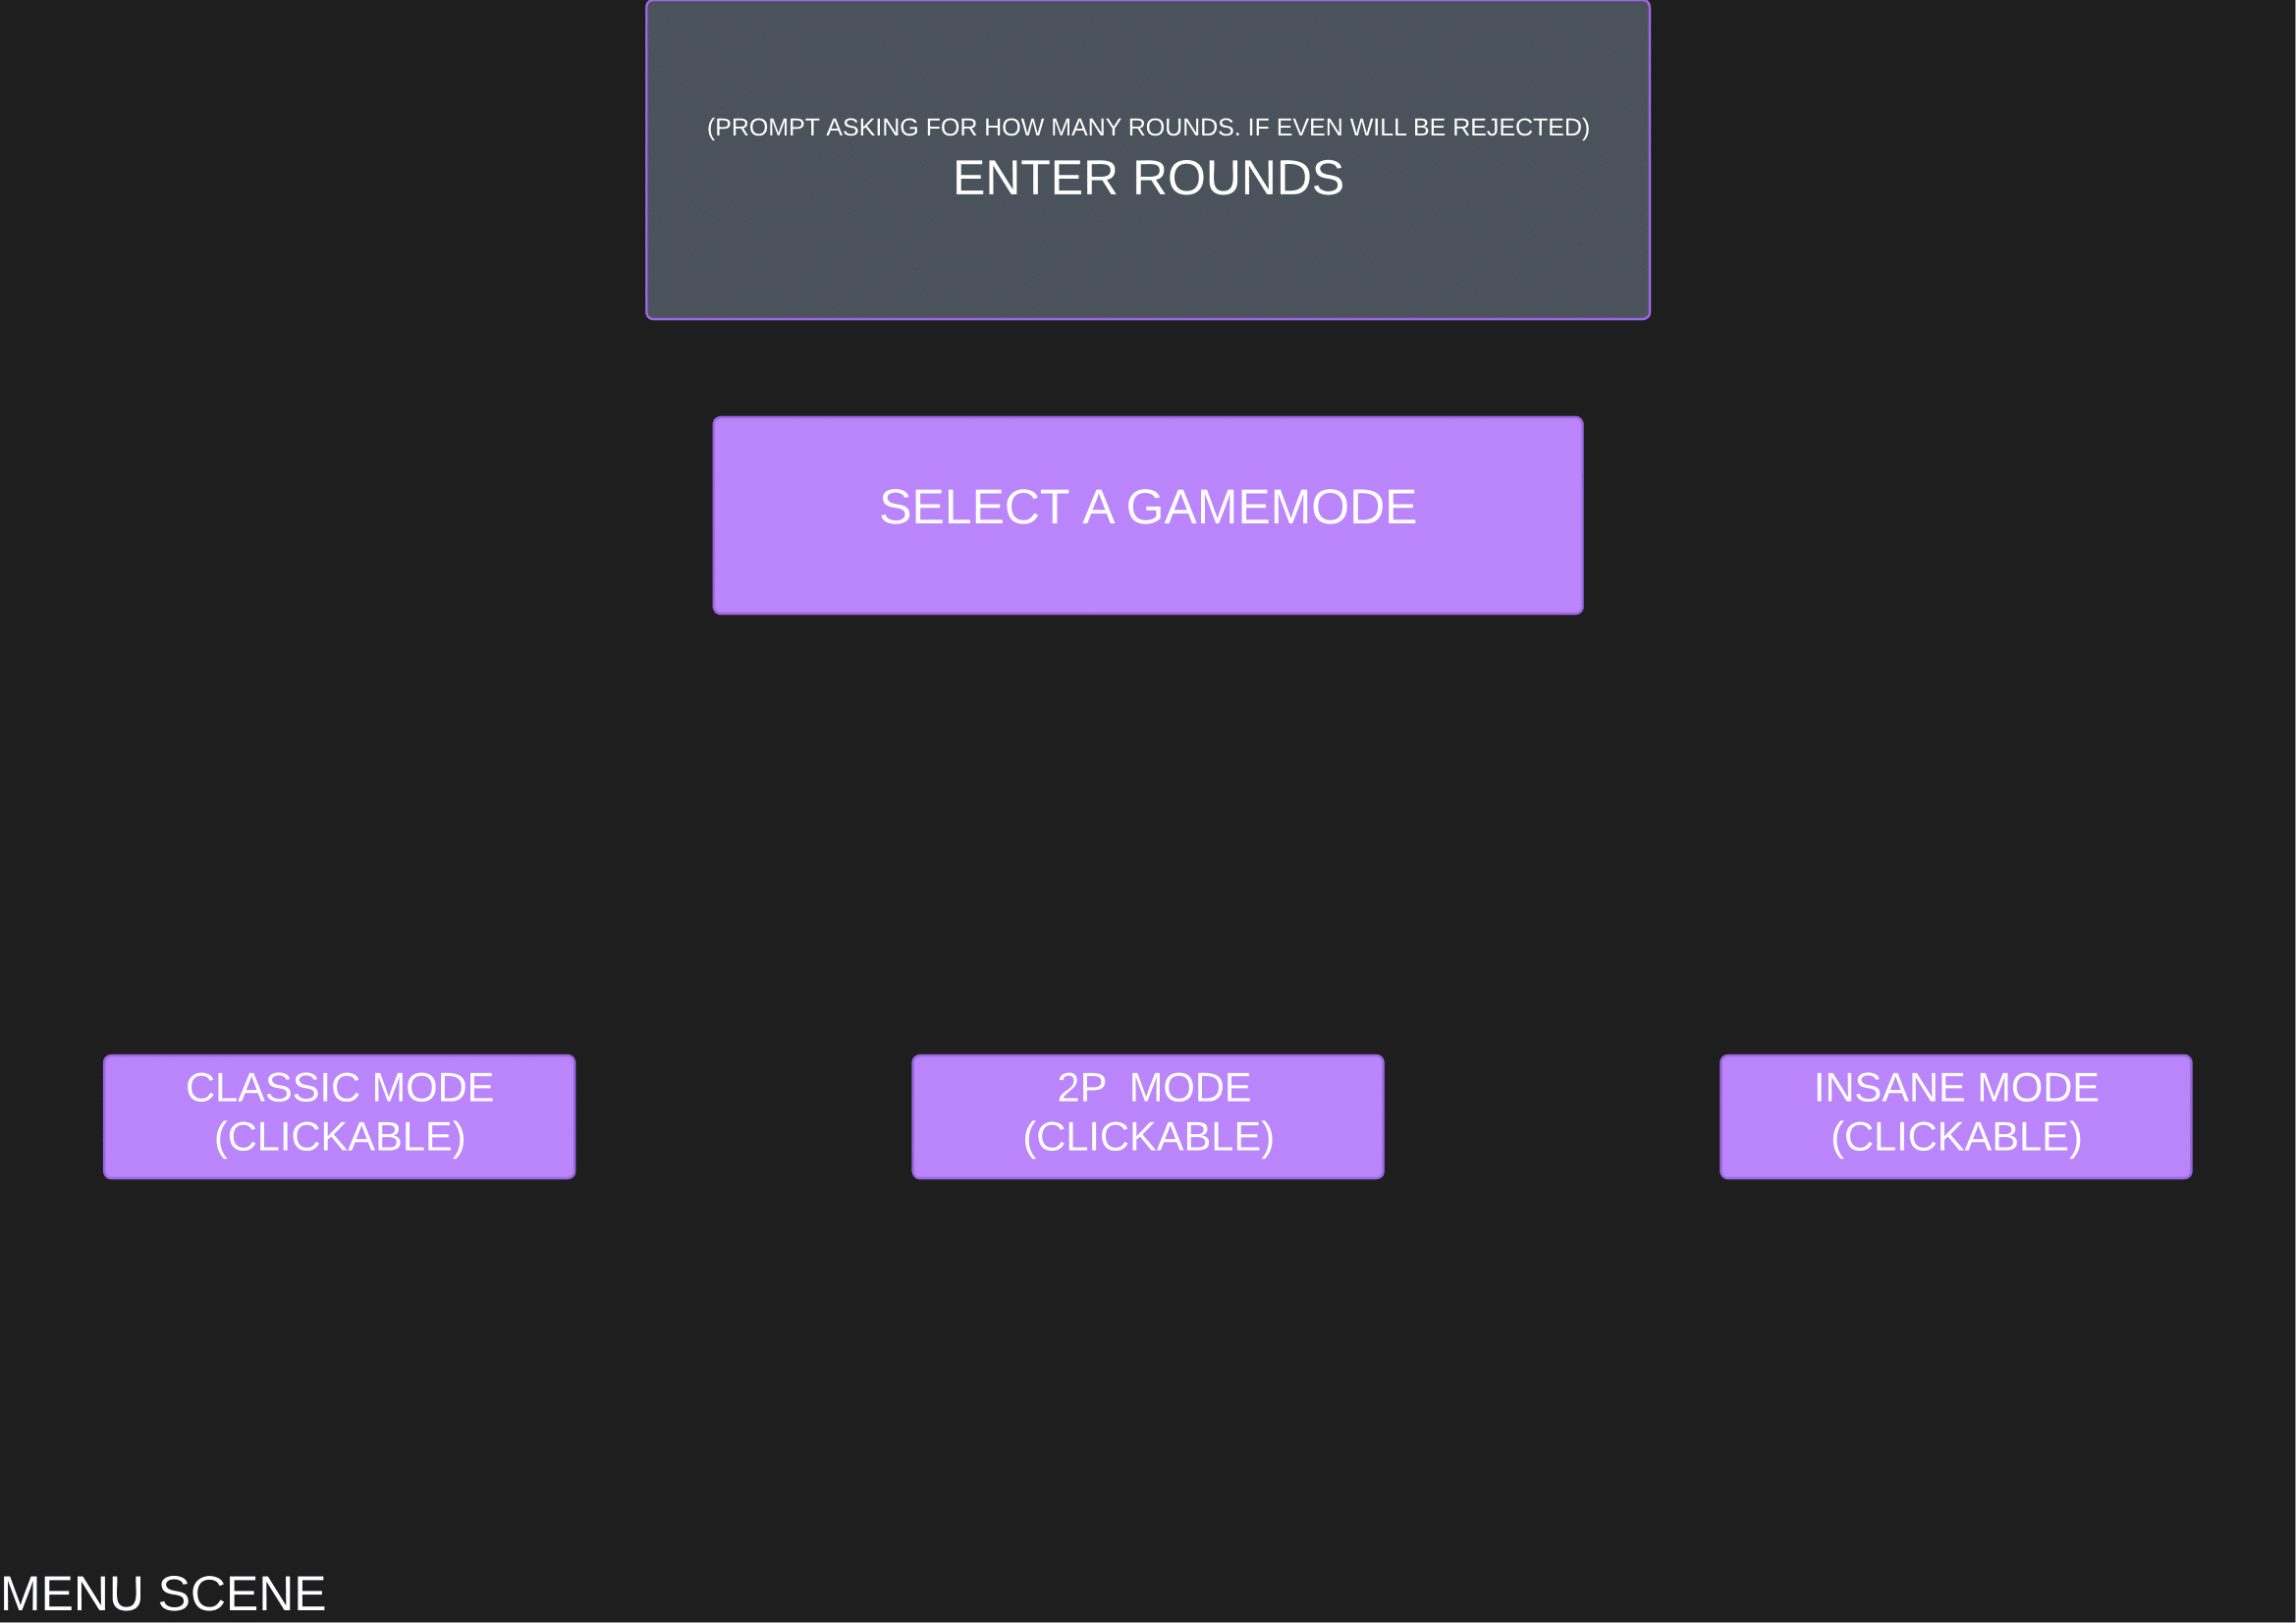 (PROMPT ASKING FOR HOW MANY ROUNDS. IF EVEN WILL BE REJECTED)
ENTER ROUNDS
SELECT A GAMEMODE
CLASSIC MODE
(CLICKABLE)
2P MODE
(CLICKABLE)
INSANE MODE
(CLICKABLE)
MENU SCENE